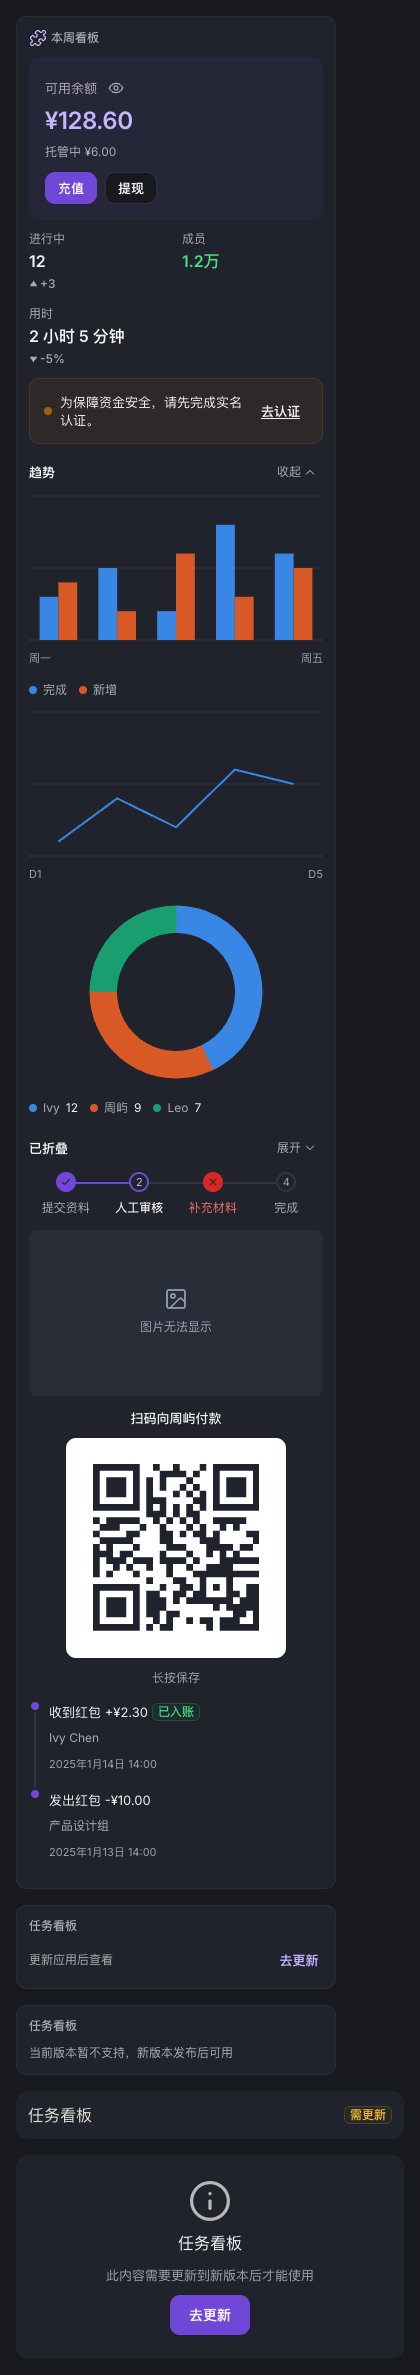 本周看板
可用余额
¥128.60
托管中 ¥6.00
充值 提现
进行中 成员
12 1.2万
+3
用时
2 小时 5 分钟
-5%
为保障资金安全，请先完成实名
认证。
去认证
趋势 收起
周一 周五
完成 新增
D1 D5
Ivy 12 周屿 9 Leo 7
已折叠 展开
2 4
提交资料 人工审核 补充材料 完成
图片无法显示
扫码向周屿付款
长按保存
收到红包 +¥2.30 已入账
Ivy Chen
2025年1月14日 14:00
发出红包 -¥10.00
产品设计组
2025年1月13日 14:00
任务看板
更新应用后查看 去更新
任务看板
当前版本暂不支持，新版本发布后可用
任务看板 需更新
任务看板
此内容需要更新到新版本后才能使用
去更新